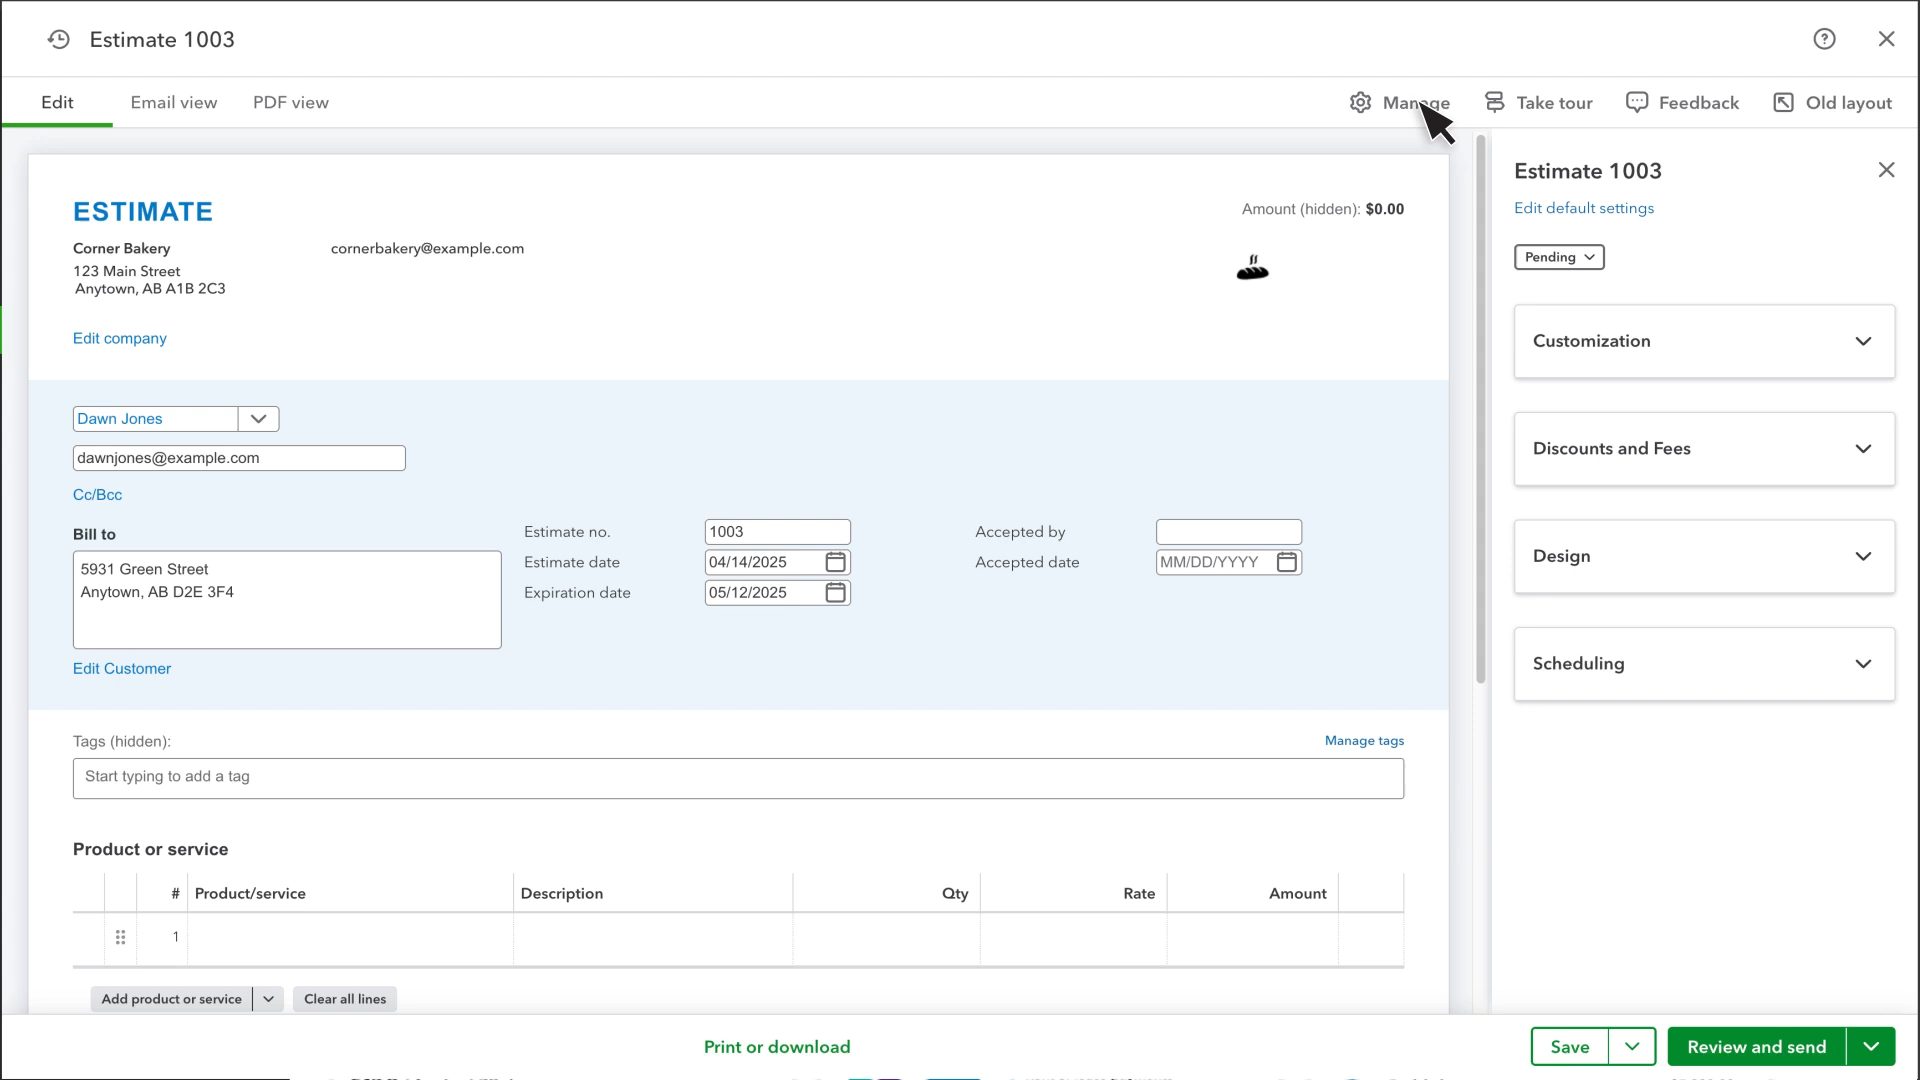 Estimate 1003
Edit
Email view
PDF view
Manage
Take tour
Feedback
Old layout
ESTIMATE
Amount (hidden): $0.00
Corner Bakery
cornerbakery@example.com
123 Main Street
Anytown, AB A1B 2C3
Edit company
Dawn Jones
dawnjones@example.com
Cc/Bcc
Bill to
5931 Green Street
Anytown, AB D2E 3F4
Edit Customer
Estimate no.
1003
Estimate date
04/14/2025
Expiration date
05/12/2025
Accepted by
Accepted date
MM/DD/YYYY
Tags (hidden):
Manage tags
Start typing to add a tag
Product or service
# Product/service Description Qty Rate Amount
1
Add product or service
Clear all lines
Estimate 1003
Edit default settings
Pending
Customization
Discounts and Fees
Design
Scheduling
Print or download
Save
Review and send